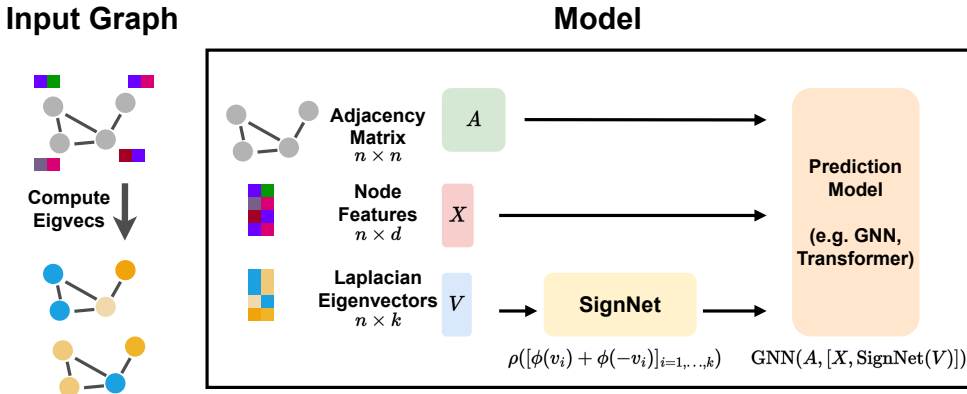 Input Graph
Model
Compute
Eigvecs
Adjacency
Matrix
n × n
A
Node
Features
n × d
X
Laplacian
Eigenvectors
n × k
V
SignNet
ρ([ϕ(v_i) + ϕ(−v_i)]_{i=1,…,k})
Prediction
Model
(e.g. GNN,
Transformer)
GNN(A, [X, SignNet(V)])